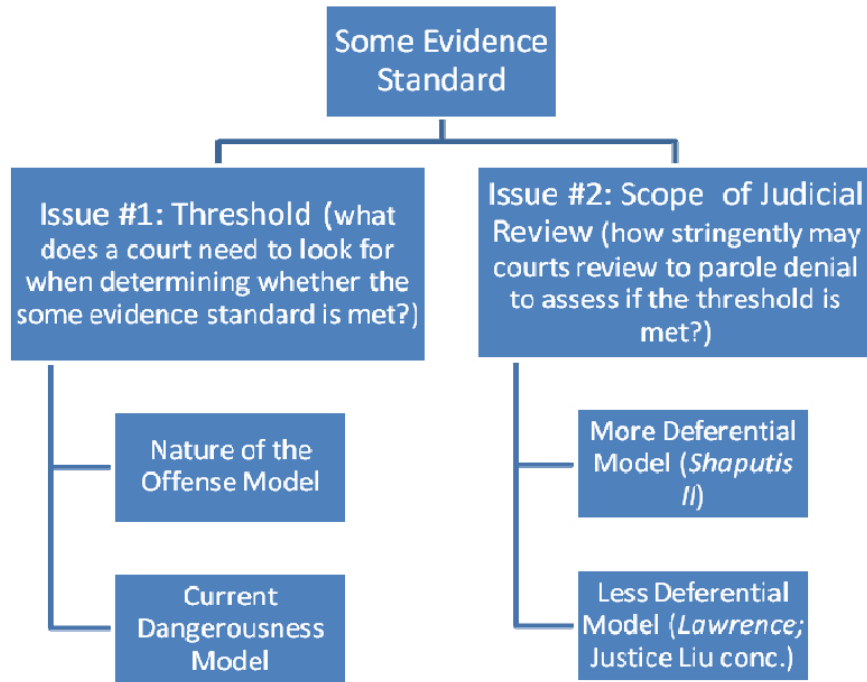 Some Evidence
Standard
Issue #1: Threshold (what
does a court need to look for
when determining whether the
some evidence standard is met?)
Issue #2: Scope of Judicial
Review (how stringently may
courts review to parole denial
to assess if the threshold is
met?)
Nature of the
Offense Model
Current
Dangerousness
Model
More Deferential
Model (Shaputis
II)
Less Deferential
Model (Lawrence;
Justice Liu conc.)